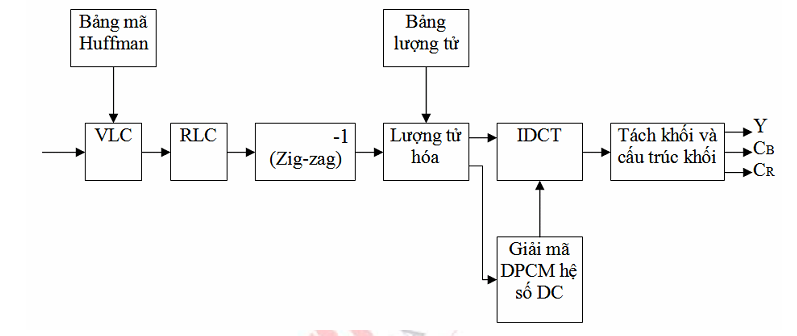 Bảng mã
Huffman
Bảng
lượng tử
VLC
RLC
-1
(Zig-zag)
Lượng tử
hóa
IDCT
Tách khối và
cấu trúc khối
Y
CB
CR
Giải mã
DPCM hệ
số DC